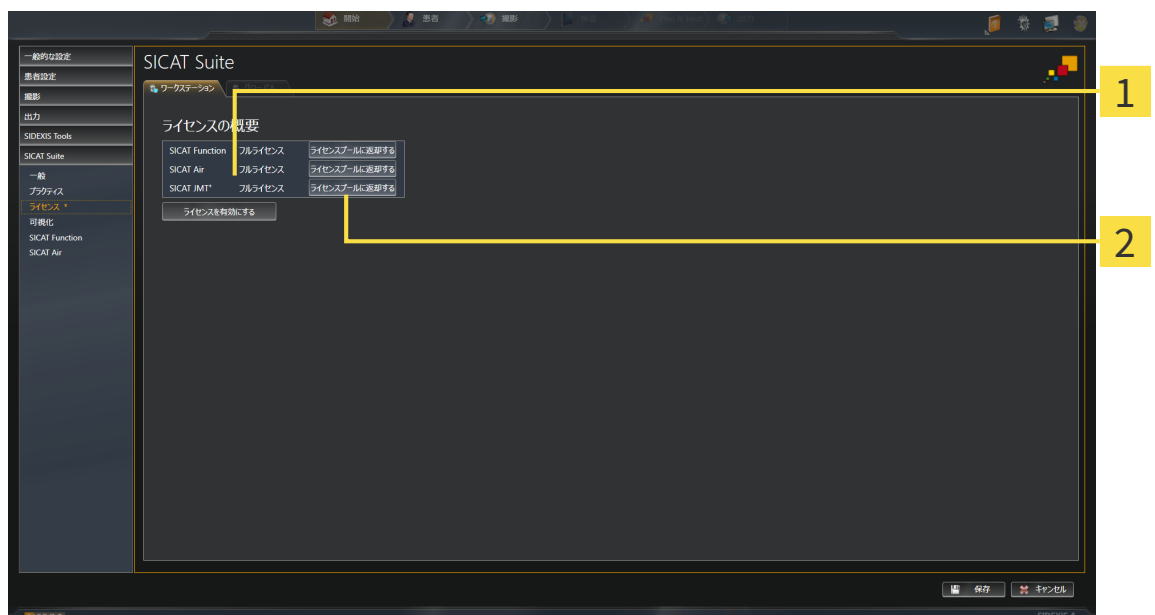 開始
患者
撮影
一般的な設定
患者設定
撮影
出力
SIDEXIS Tools
SICAT Suite
一般
プラクティス
ライセンス *
可視化
SICAT Function
SICAT Air
SICAT Suite
ワークステーション
ライセンスの概要
SICAT Function フルライセンス ライセンスプールに返却する
SICAT Air フルライセンス ライセンスプールに返却する
SICAT JMT⁺ フルライセンス ライセンスプールに返却する
ライセンスを有効にする
1
2
保存 キャンセル